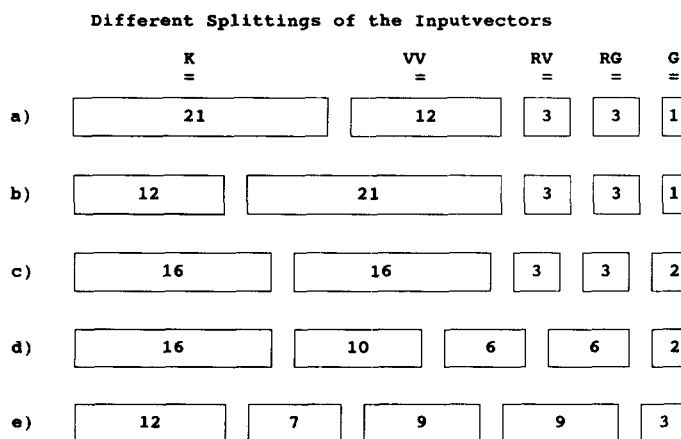 Different Splittings of the Inputvectors
K VV RV RG G
= = = = =
a) 21 12 3 3 1
b) 12 21 3 3 1
c) 16 16 3 3 2
d) 16 10 6 6 2
e) 12 7 9 9 3